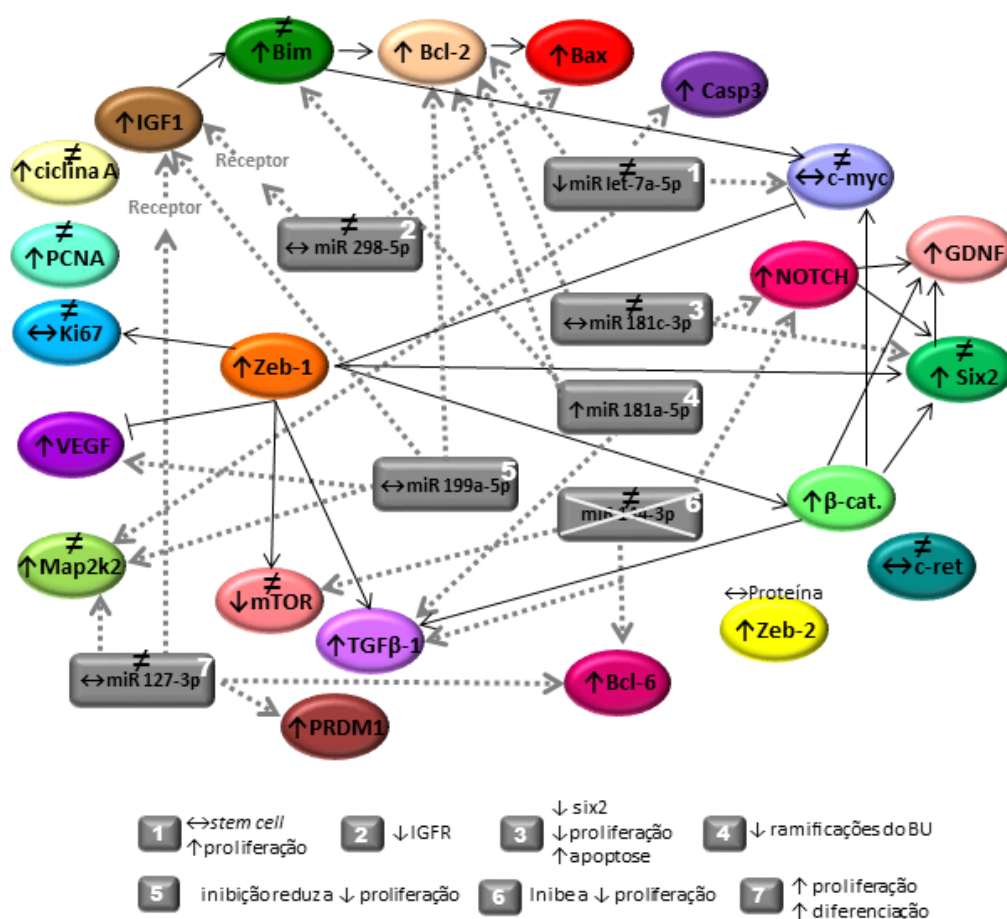 ≠
↑Bim
↑ Bcl-2
↑Bax
↑ Casp3
↑IGF1
≠
↑ciclina A
Receptor
Receptor
≠
↓miR let-7a-5p
1
≠
↔c-myc
≠
↔ miR 298-5p
2
≠
↑PCNA
↑NOTCH
↑GDNF
≠
↔Ki67
≠
↔miR 181c-3p
3
↑Zeb-1
≠
↑ Six2
↑miR 181a-5p
4
↑VEGF
↔miR 199a-5p
5
↑β-cat.
≠
6
≠
↑Map2k2
≠
↓mTOR
≠
↔c-ret
↔Proteína
↑Zeb-2
↑TGFβ-1
≠
↔miR 127-3p
7
↑Bcl-6
↑PRDM1
1
↔stem cell
↑proliferação
2
↓IGFR
3
↓ six2
↓proliferação
↑apoptose
4
↓ ramificações do BU
5
inibição reduz a ↓ proliferação
6
Inibe a ↓ proliferação
7
↑ proliferação
↑ diferenciação